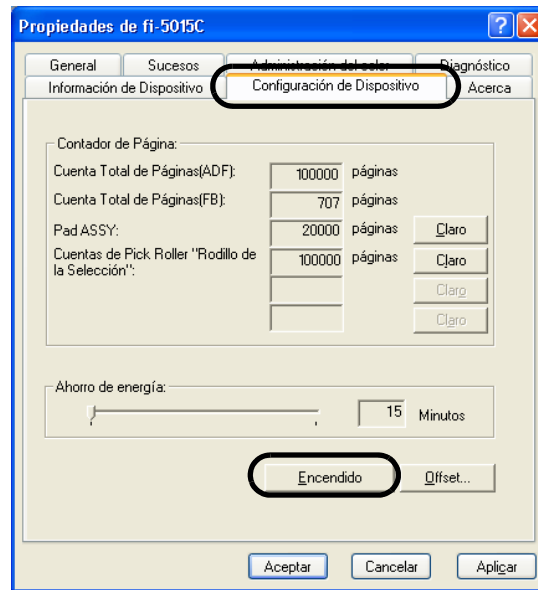 Propiedades de fi-5015C
General Sucesos Administración del color Diagnóstico
Información de Dispositivo Configuración de Dispositivo Acerca
Contador de Página:
Cuenta Total de Páginas(ADF): 100000 páginas
Cuenta Total de Páginas(FB): 707 páginas
Pad ASSY: 20000 páginas Claro
Cuentas de Pick Roller "Rodillo de la Selección": 100000 páginas Claro
Claro
Claro
Ahorro de energía:
15 Minutos
Encendido Offset...
Aceptar Cancelar Aplicar